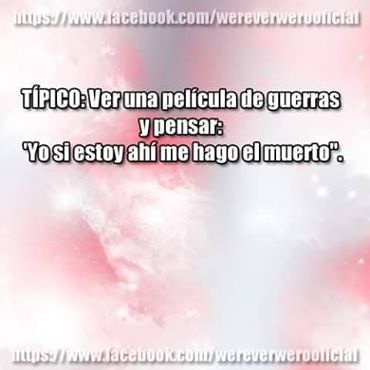 https://www.facebook.com/wereverwerooficial
TÍPICO: Ver una película de guerras
y pensar:
'Yo si estoy ahí me hago el muerto".
https://www.facebook.com/wereverwerooficial